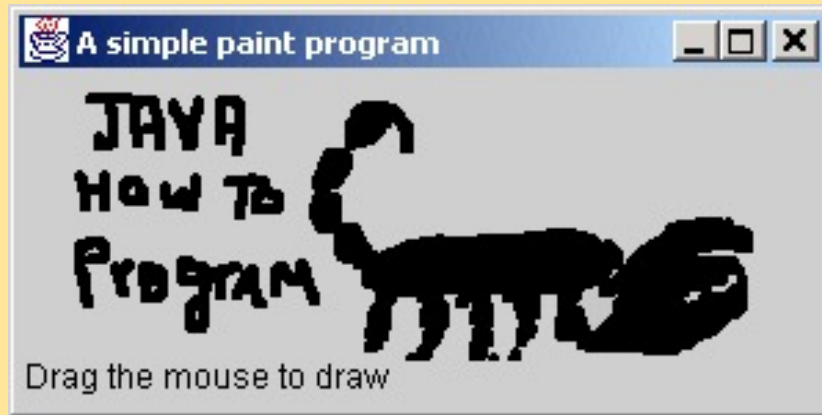 A simple paint program
JAVA
HOW TO
PrOGrAM
Drag the mouse to draw